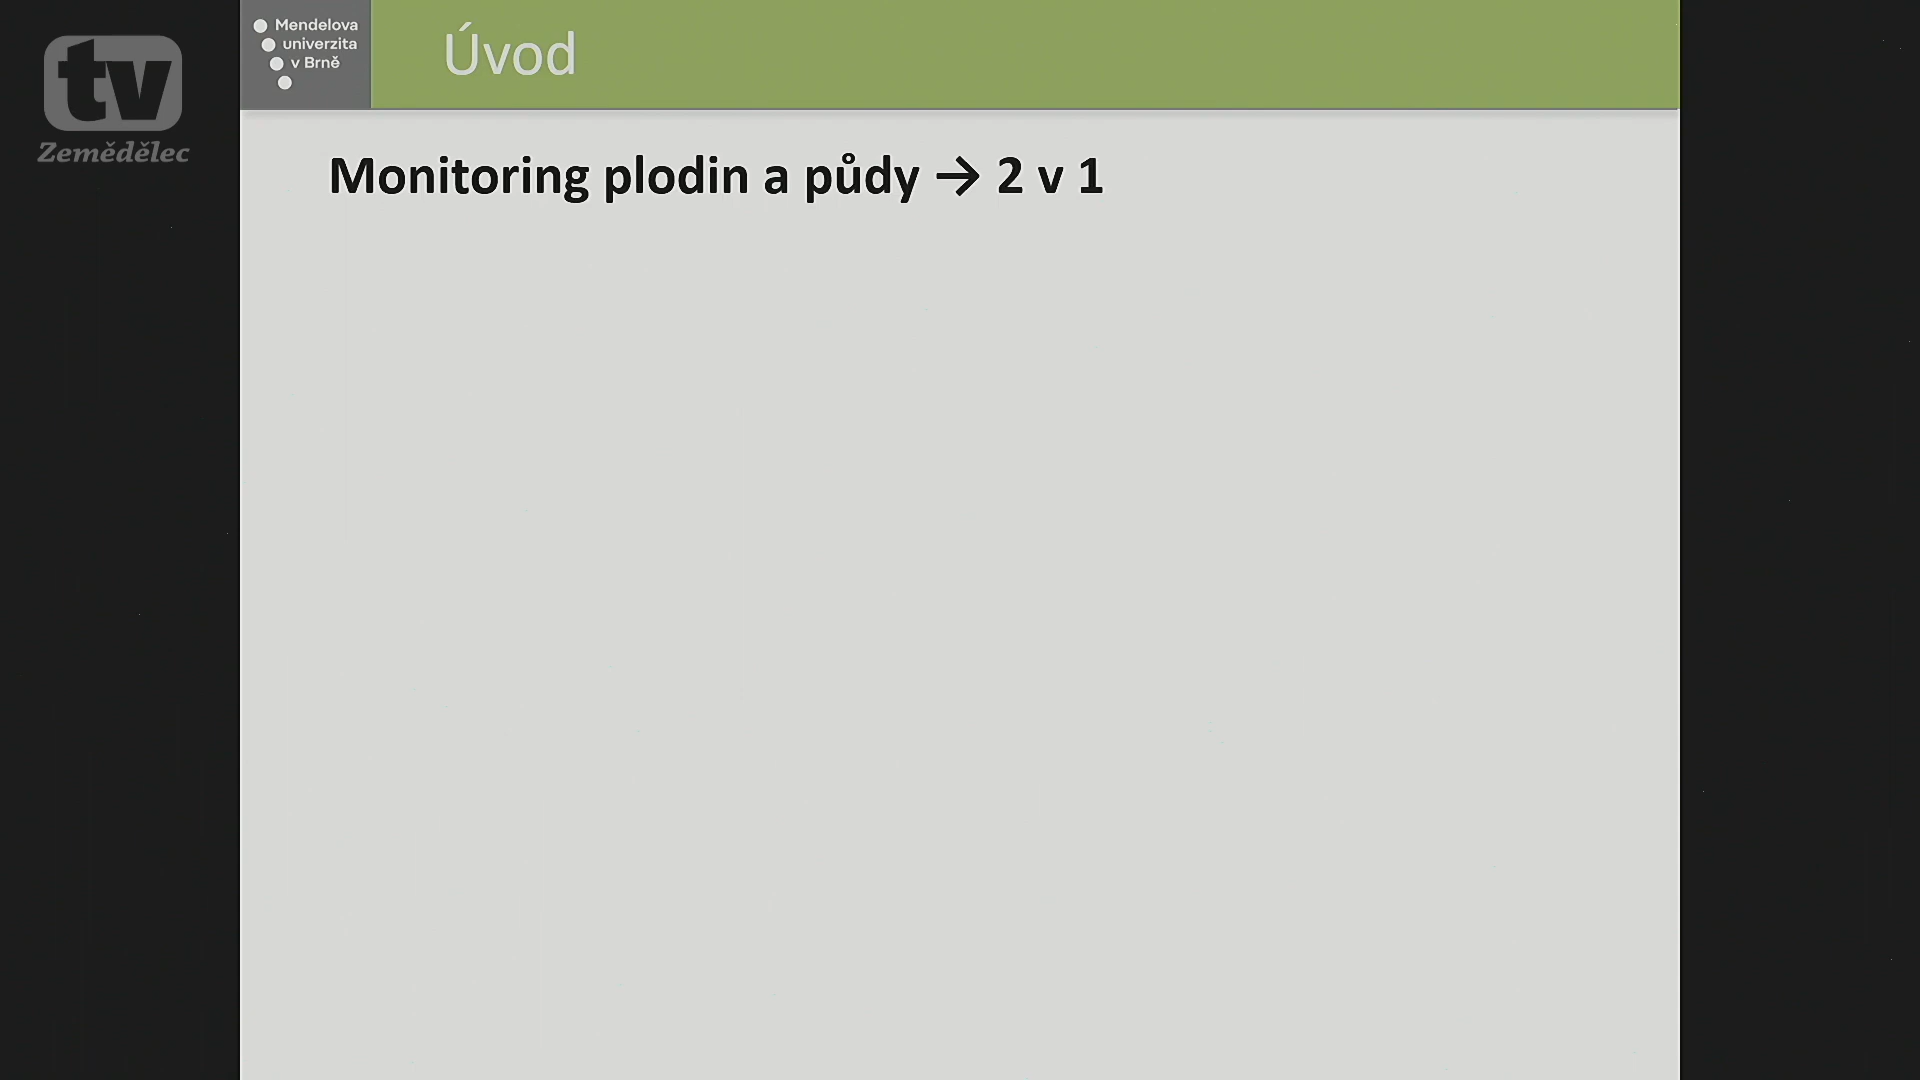 tv
Zemědělec
Mendelova
univerzita
v Brně
Úvod
Monitoring plodin a půdy → 2 v 1